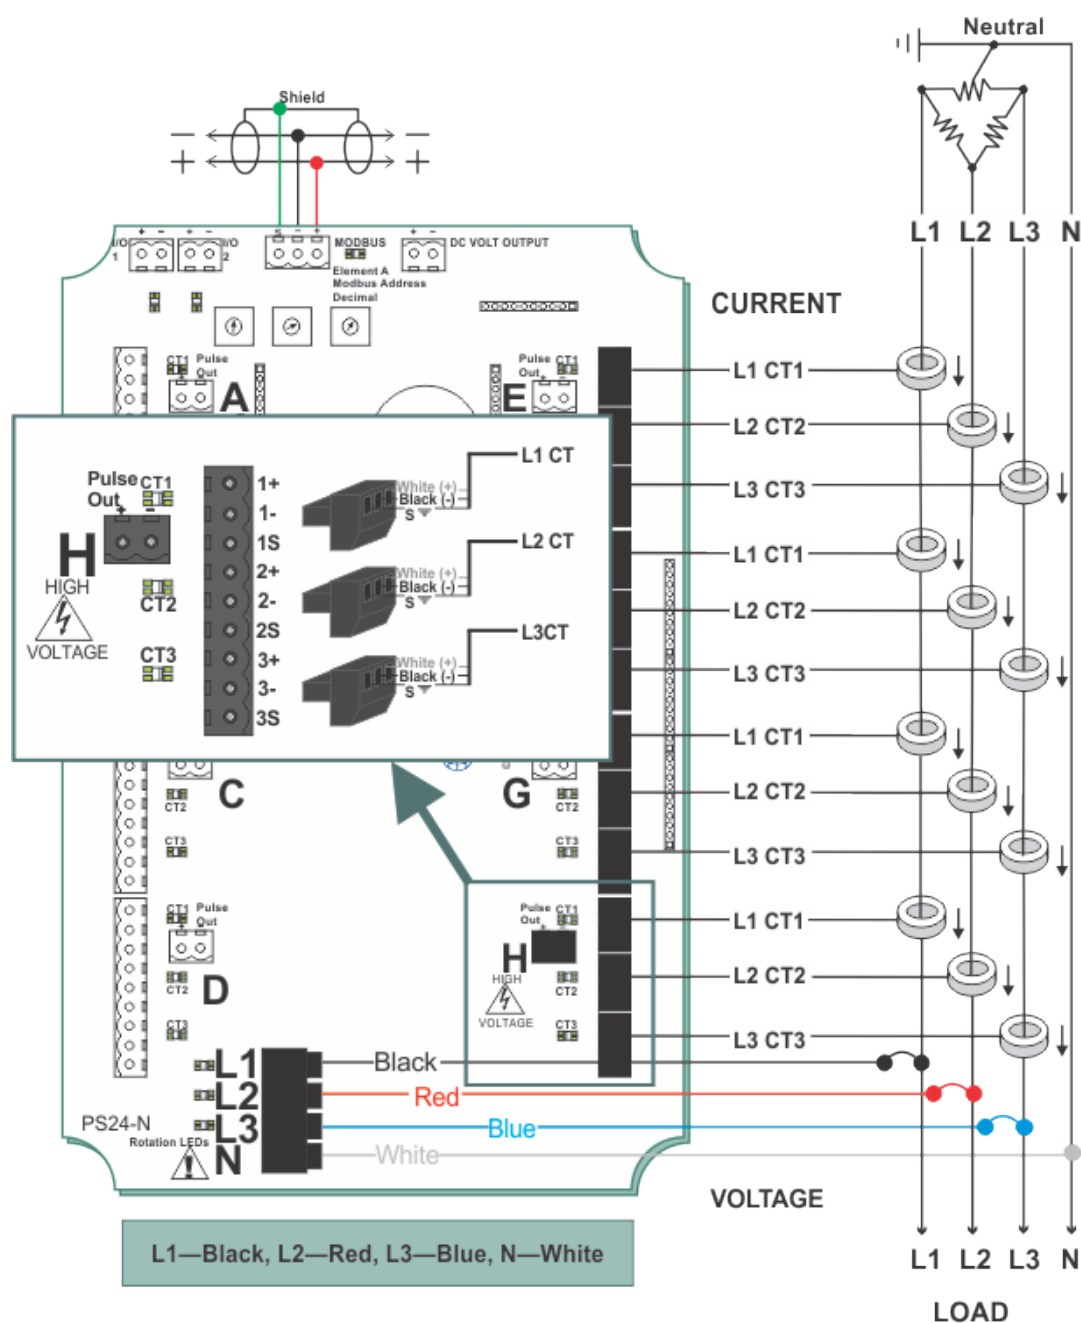 Neutral
Shield
− −
+ +
L1 L2 L3 N
+ − + −
S − +
+ −
I/O 1
I/O 2
MODBUS
DC VOLT OUTPUT
Element A
Modbus Address
Decimal
CURRENT
CT1 Pulse Out
+ −
A
Pulse Out CT1
+ −
E
L1 CT1
L2 CT2
L3 CT3
L1 CT1
L2 CT2
L3 CT3
L1 CT1
L2 CT2
L3 CT3
L1 CT1
L2 CT2
L3 CT3
Pulse Out
CT1
+ −
H
HIGH
VOLTAGE
CT2
CT3
1+
1-
1S
2+
2-
2S
3+
3-
3S
L1 CT
White (+)
Black (-)
S
L2 CT
White (+)
Black (-)
S
L3CT
White (+)
Black (-)
S
C
CT2
CT3
G
CT2
CT3
CT1 Pulse Out
+ −
D
CT2
CT3
Pulse Out CT1
+
H
HIGH
VOLTAGE
CT2
CT3
L1
Black
L2
Red
L3
Blue
N
White
PS24-N
Rotation LEDs
VOLTAGE
L1—Black, L2—Red, L3—Blue, N—White
L1 L2 L3 N
LOAD